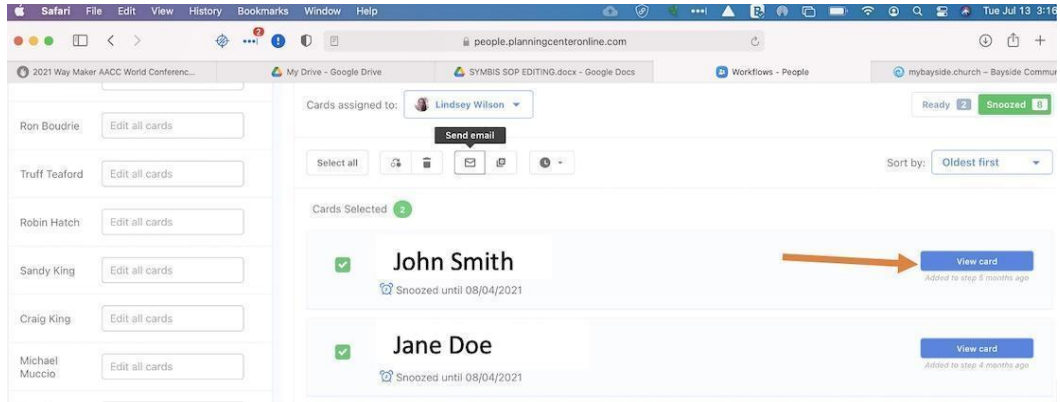 Safari File Edit View History Bookmarks Window Help Tue Jul 13 3:16
2
people.planningcenteronline.com
2021 Way Maker AACC World Conferenc... My Drive - Google Drive SYMBIS SOP EDITING.docx - Google Docs Workflows - People mybayside.church – Bayside Commun
Cards assigned to: Lindsey Wilson Ready 2 Snoozed 8
Ron Boudrie Edit all cards
Send email
Select all Sort by: Oldest first
Truff Teaford Edit all cards
Cards Selected 2
Robin Hatch Edit all cards
John Smith View card
Sandy King Edit all cards
Snoozed until 08/04/2021 Added to step 5 months ago
Craig King Edit all cards
Jane Doe View card
Michael
Muccio Edit all cards
Snoozed until 08/04/2021 Added to step 4 months ago